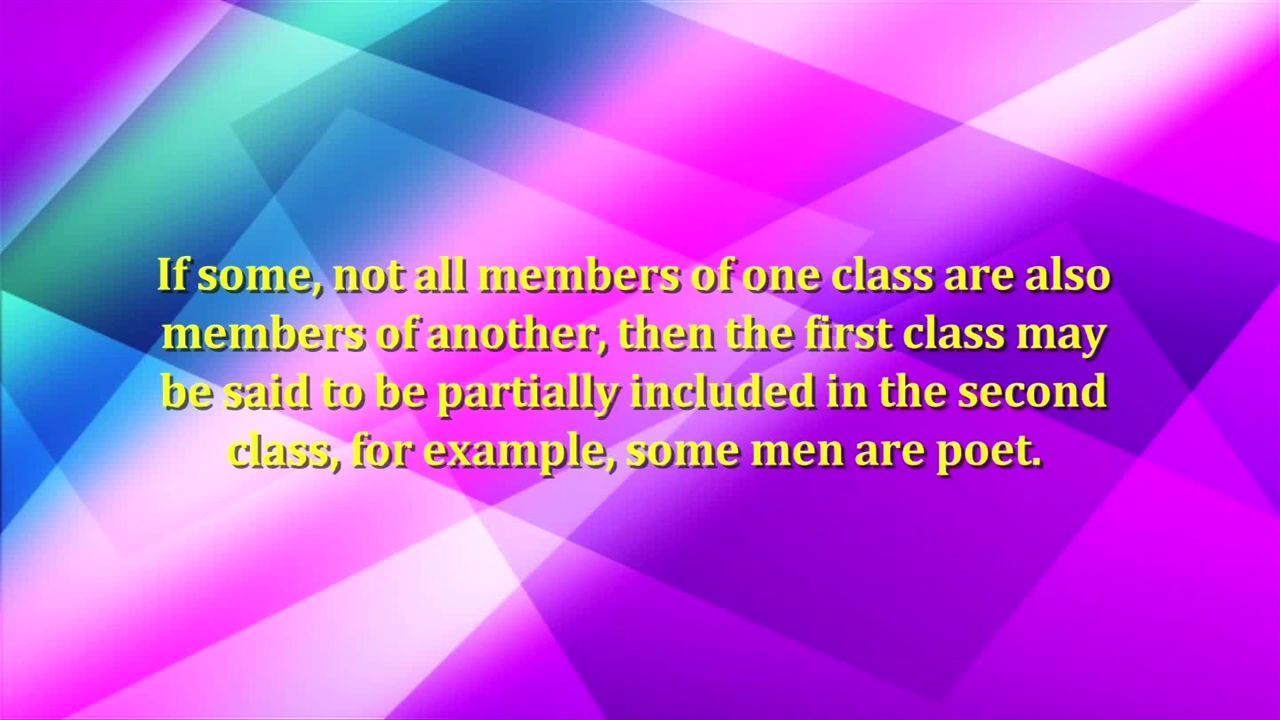 If some, not all members of one class are also
members of another, then the first class may
be said to be partially included in the second
class, for example, some men are poet.